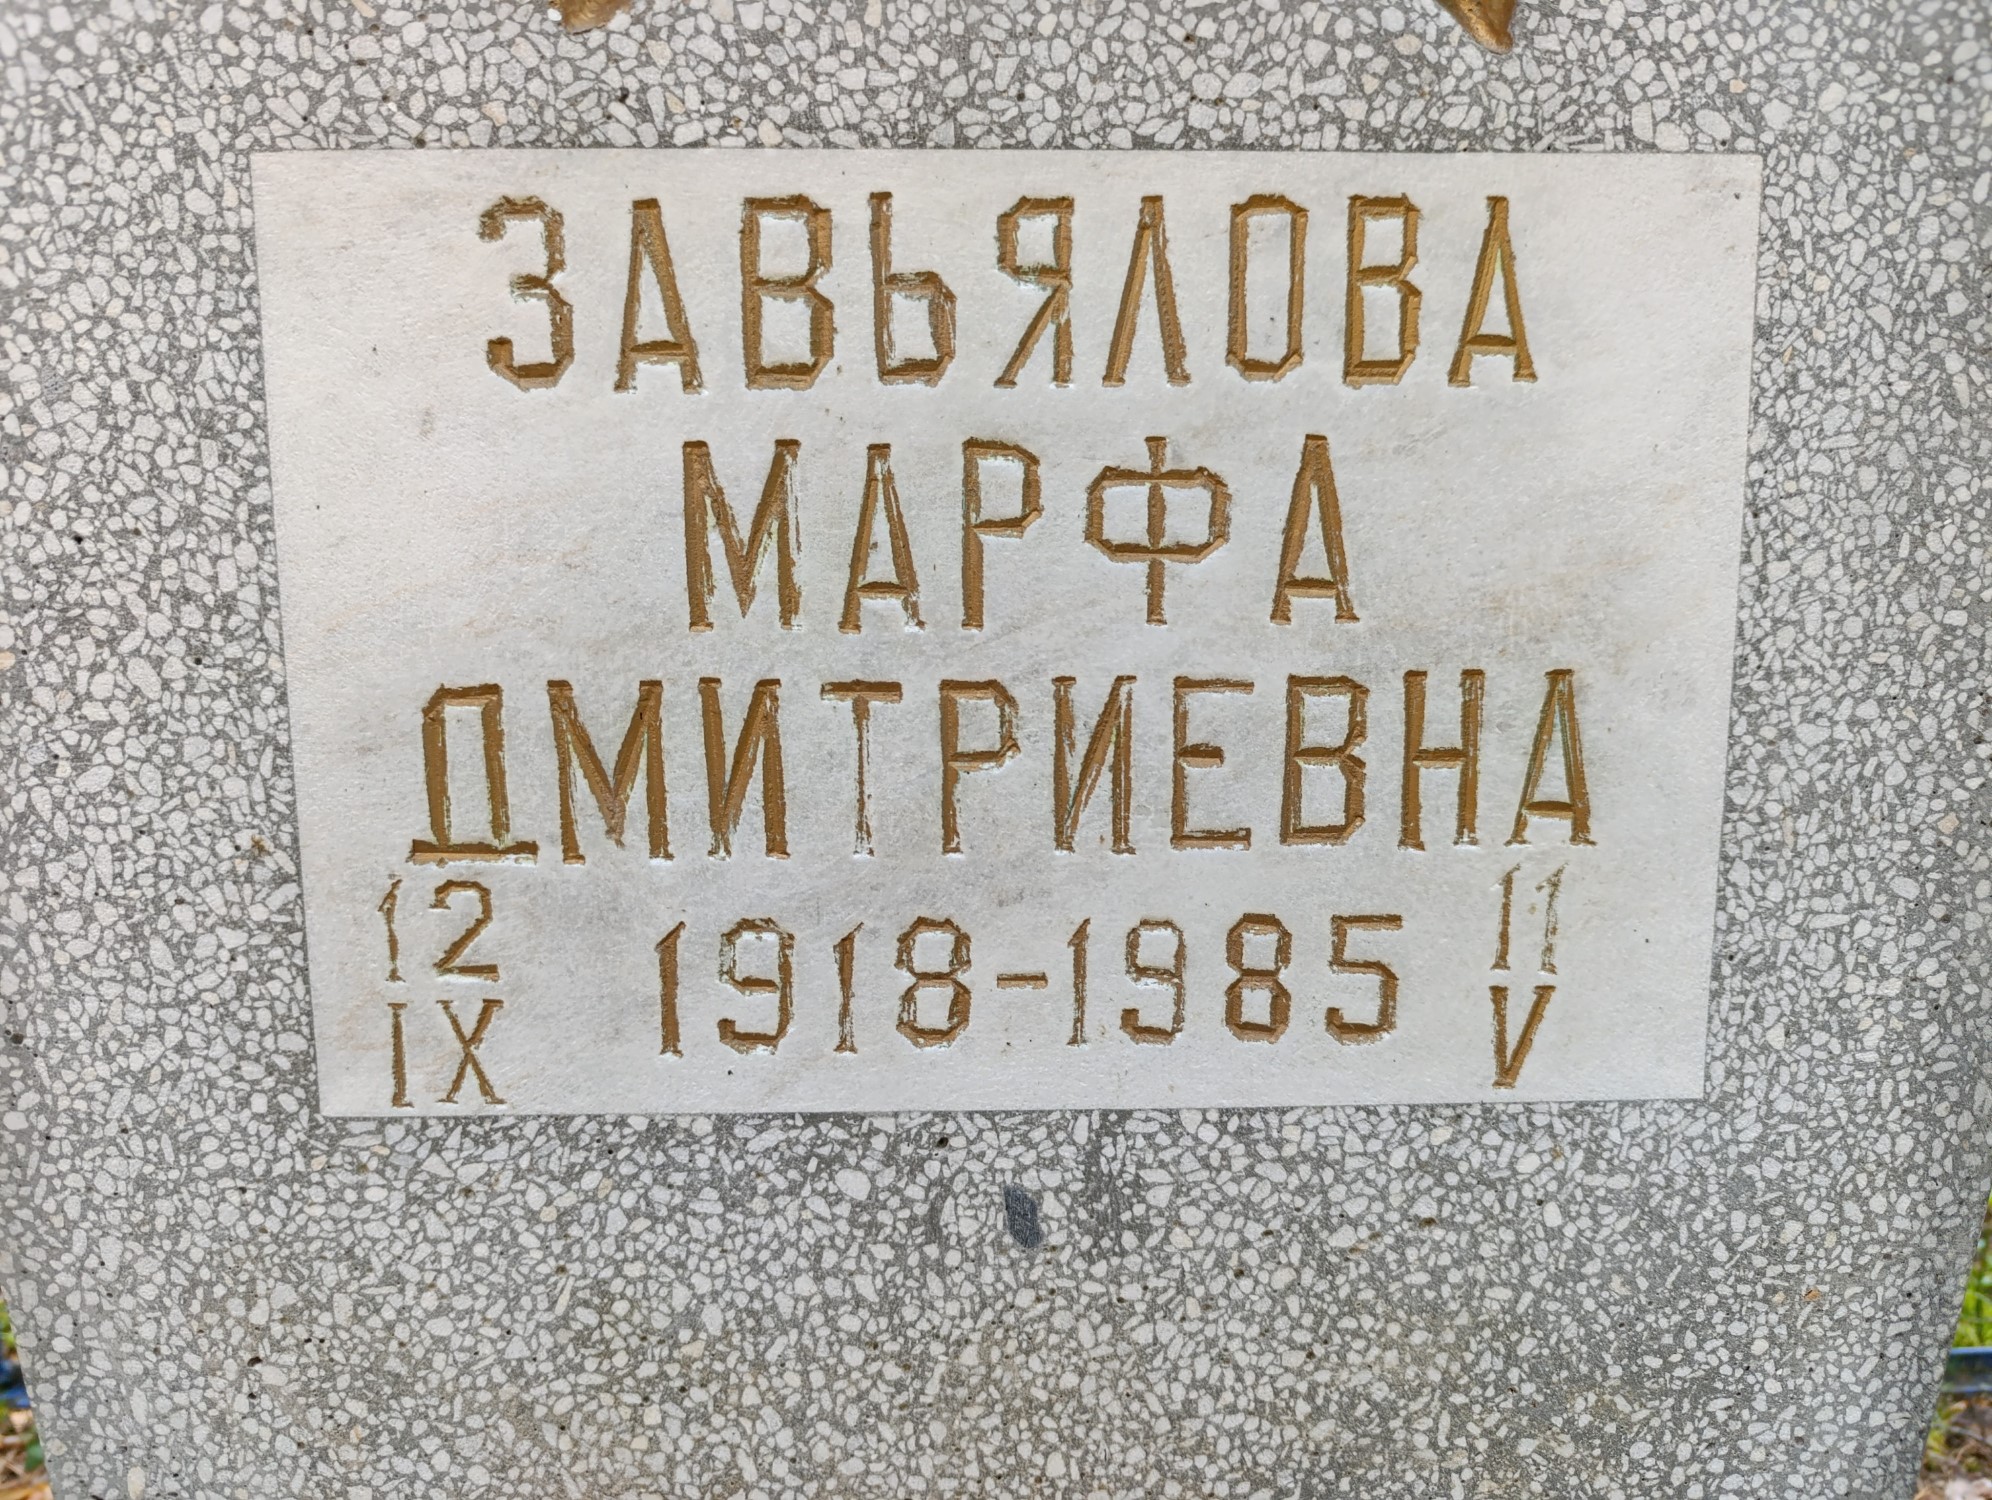 ЗАВЬЯЛОВА
МАРФА
ДМИТРИЕВНА
12 11
1918-1985
IX V